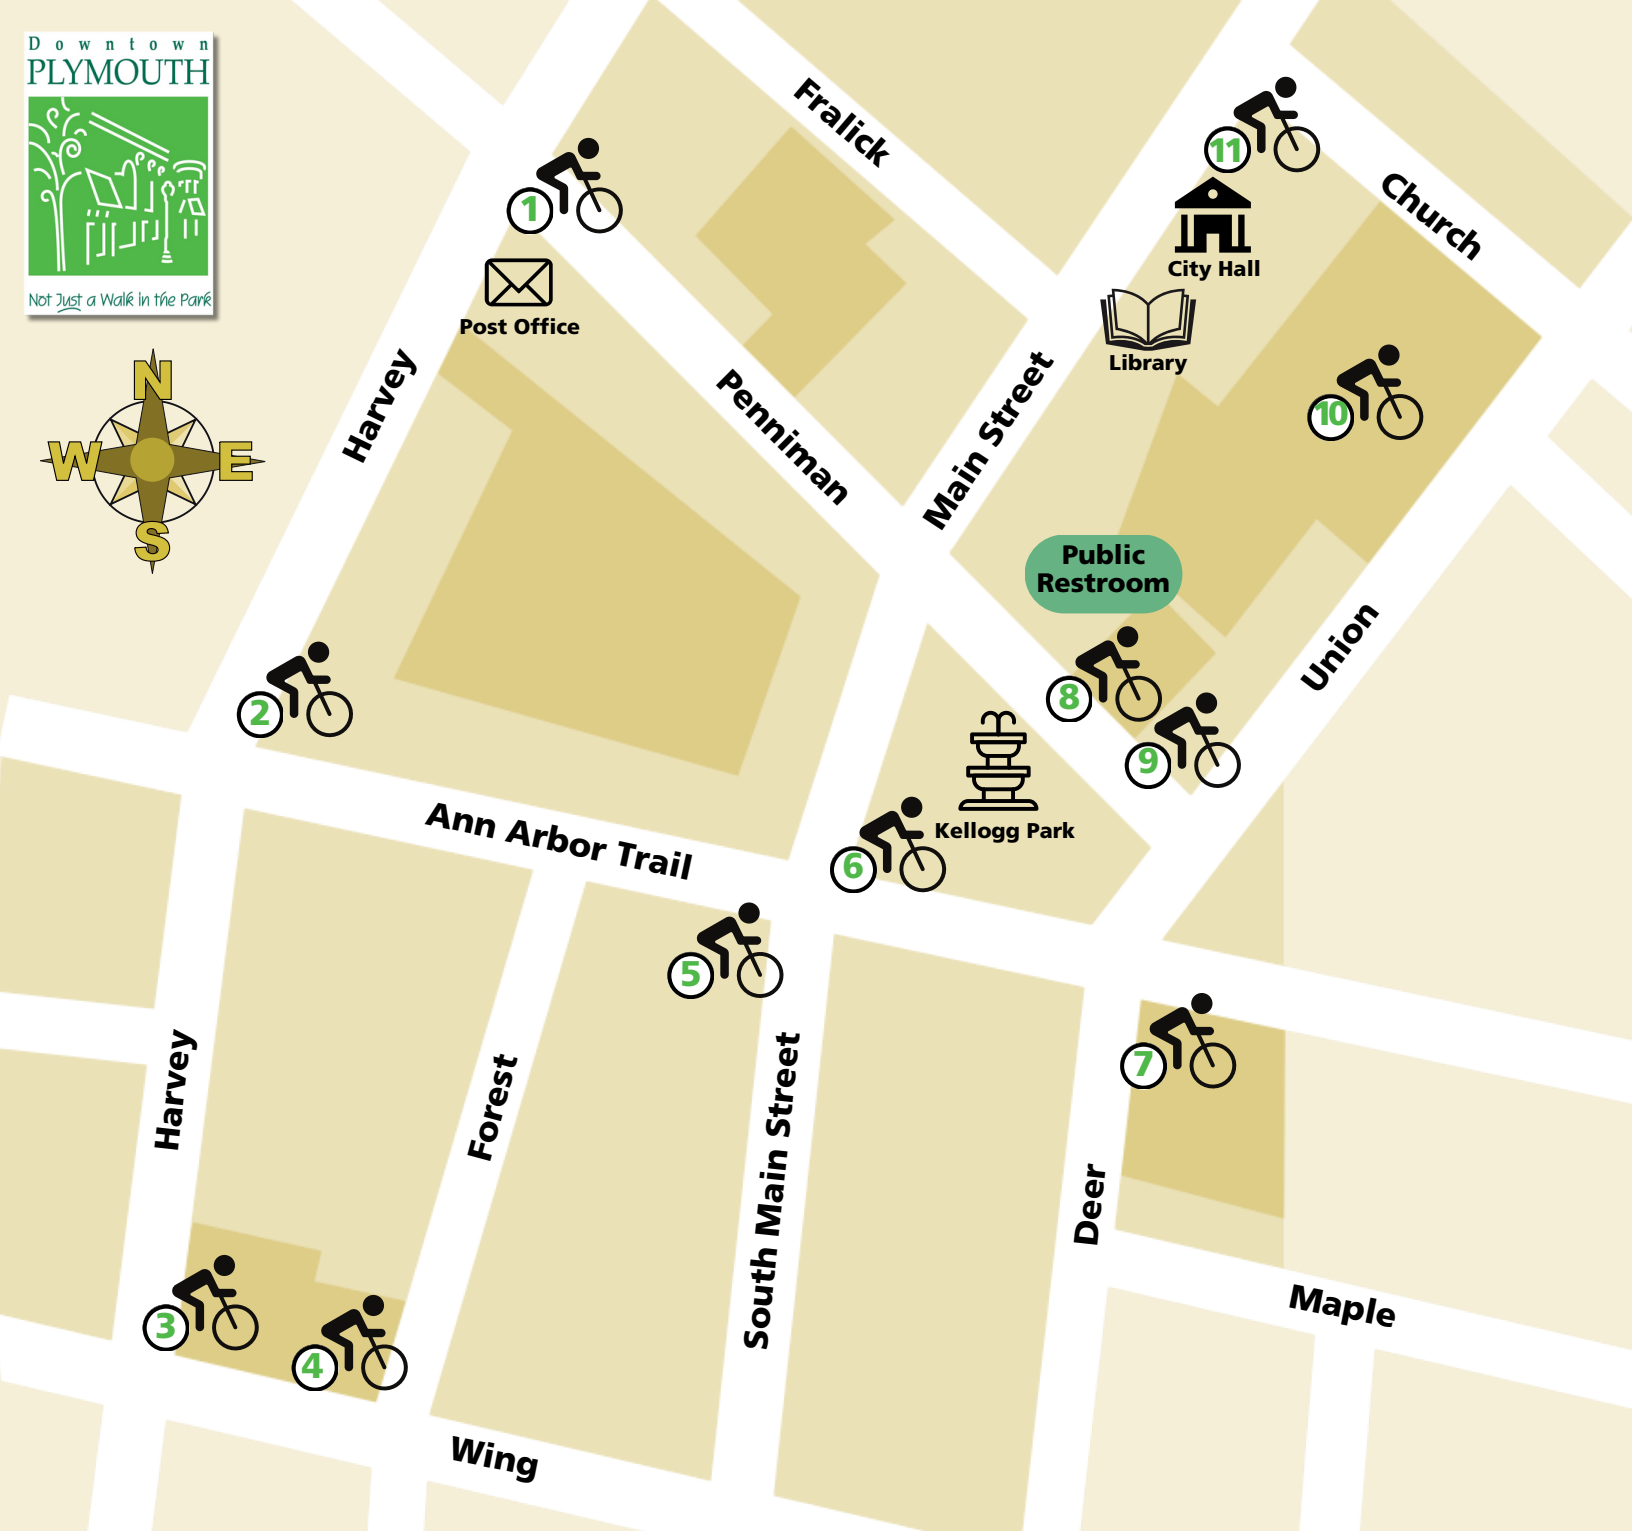 Downtown
PLYMOUTH
Not Just a Walk in the Park
N
W
E
S
Fralick
11
Church
City Hall
1
Post Office
Library
Harvey
Penniman
Main Street
10
Public
Restroom
Union
2
8
9
Kellogg Park
Ann Arbor Trail
6
5
7
Harvey
Forest
South Main Street
Deer
3
4
Maple
Wing